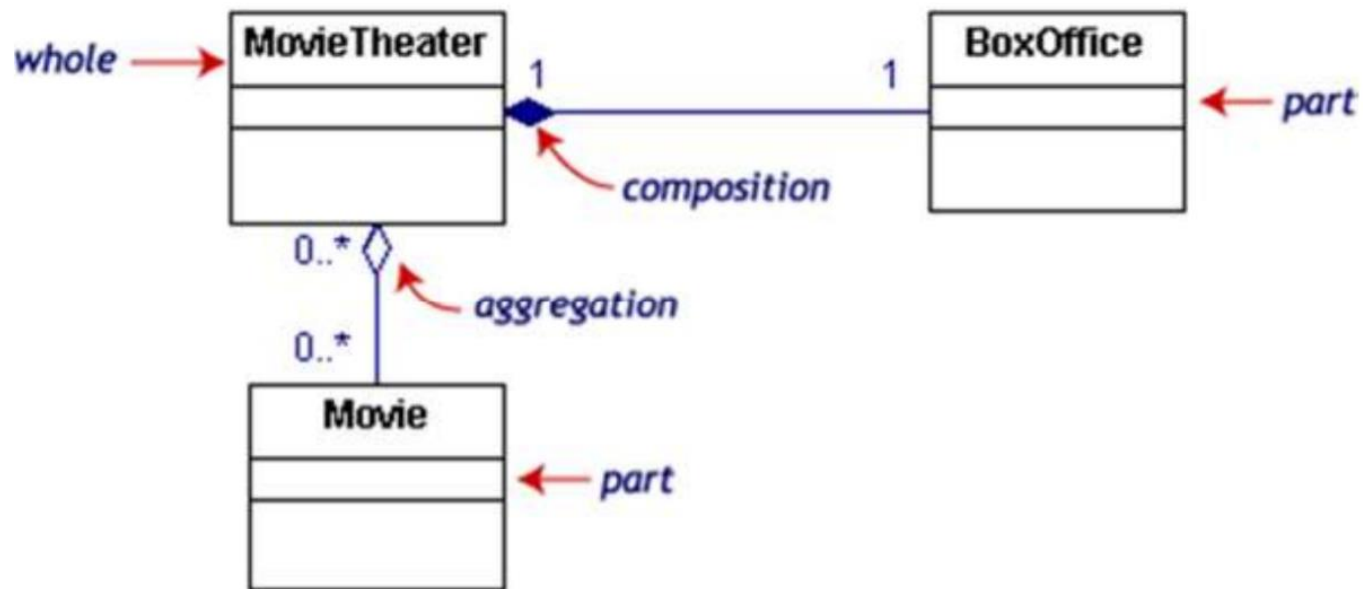 MovieTheater
BoxOffice
whole
1
1
part
composition
0..*
aggregation
0..*
Movie
part